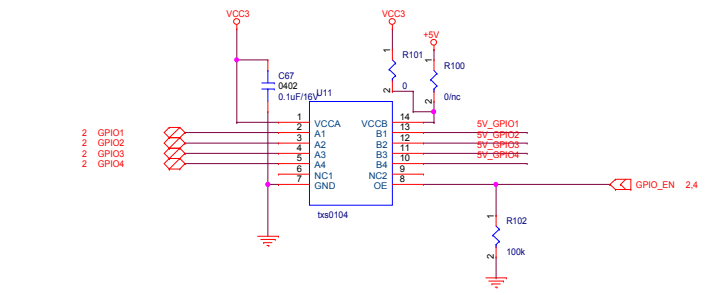 VCC3
VCC3
+5V
1
R101
2
0
1
R100
2
0/nc
C67
0402
0.1uF/16V
U11
1
VCCA
VCCB
14
2 GPIO1
2
A1
B1
13
5V_GPIO1
2 GPIO2
3
A2
B2
12
5V_GPIO2
2 GPIO3
4
A3
B3
11
5V_GPIO3
2 GPIO4
5
A4
B4
10
5V_GPIO4
6
NC1
NC2
9
7
GND
OE
8
GPIO_EN 2,4
txs0104
1
R102
2
100k